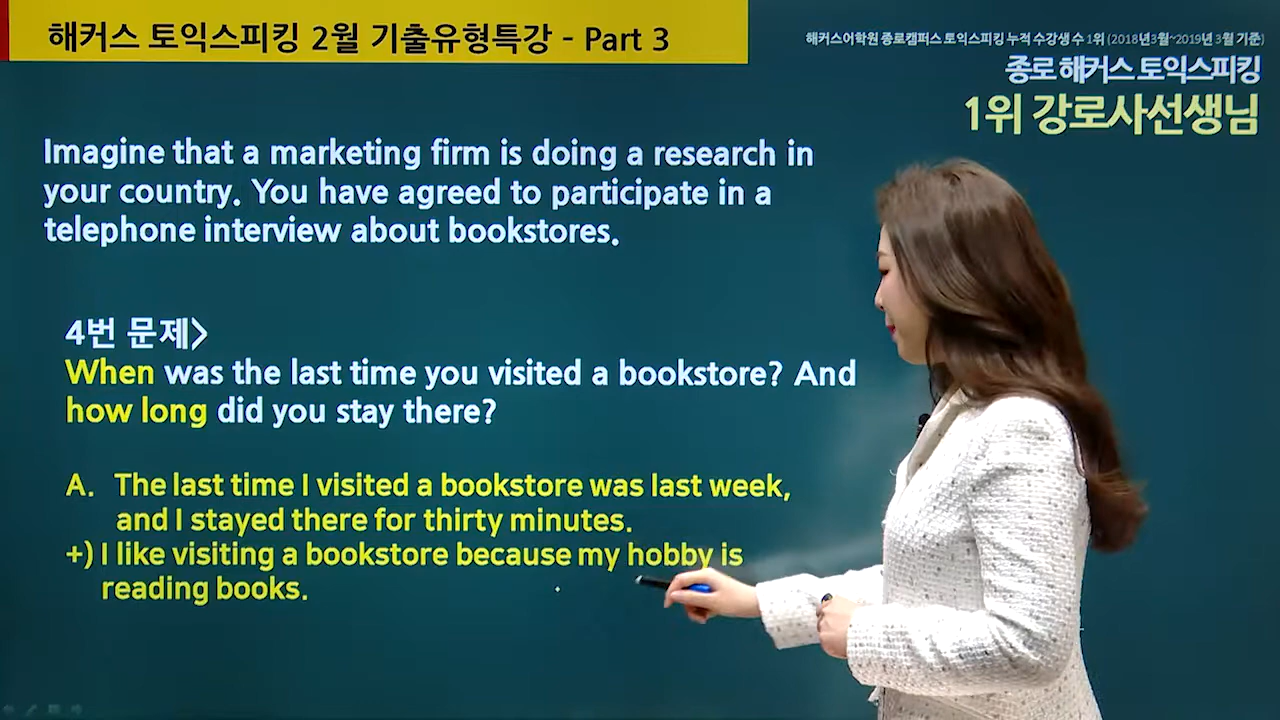 해커스 토익스피킹 2월 기출유형특강 - Part 3
해커스어학원 종로캠퍼스 토익스피킹 누적 수강생 수 1위 (2018년3월~2019년 3월 기준)
종로 해커스 토익스피킹
1위 강로사선생님
Imagine that a marketing firm is doing a research in
your country. You have agreed to participate in a
telephone interview about bookstores.
4번 문제>
When was the last time you visited a bookstore? And
how long did you stay there?
A. The last time I visited a bookstore was last week,
and I stayed there for thirty minutes.
+) I like visiting a bookstore because my hobby is
reading books.